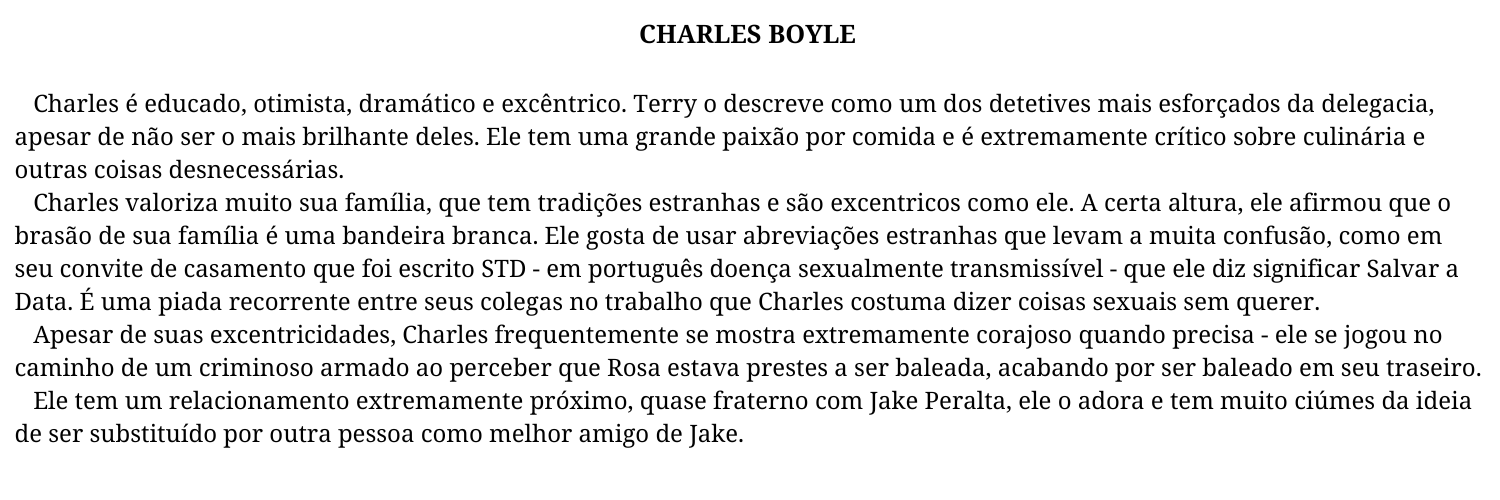 CHARLES BOYLE
Charles é educado, otimista, dramático e excêntrico. Terry o descreve como um dos detetives mais esforçados da delegacia,
apesar de não ser o mais brilhante deles. Ele tem uma grande paixão por comida e é extremamente crítico sobre culinária e
outras coisas desnecessárias.
Charles valoriza muito sua família, que tem tradições estranhas e são excentricos como ele. A certa altura, ele afirmou que o
brasão de sua família é uma bandeira branca. Ele gosta de usar abreviações estranhas que levam a muita confusão, como em
seu convite de casamento que foi escrito STD - em português doença sexualmente transmissível - que ele diz significar Salvar a
Data. É uma piada recorrente entre seus colegas no trabalho que Charles costuma dizer coisas sexuais sem querer.
Apesar de suas excentricidades, Charles frequentemente se mostra extremamente corajoso quando precisa - ele se jogou no
caminho de um criminoso armado ao perceber que Rosa estava prestes a ser baleada, acabando por ser baleado em seu traseiro.
Ele tem um relacionamento extremamente próximo, quase fraterno com Jake Peralta, ele o adora e tem muito ciúmes da ideia
de ser substituído por outra pessoa como melhor amigo de Jake.